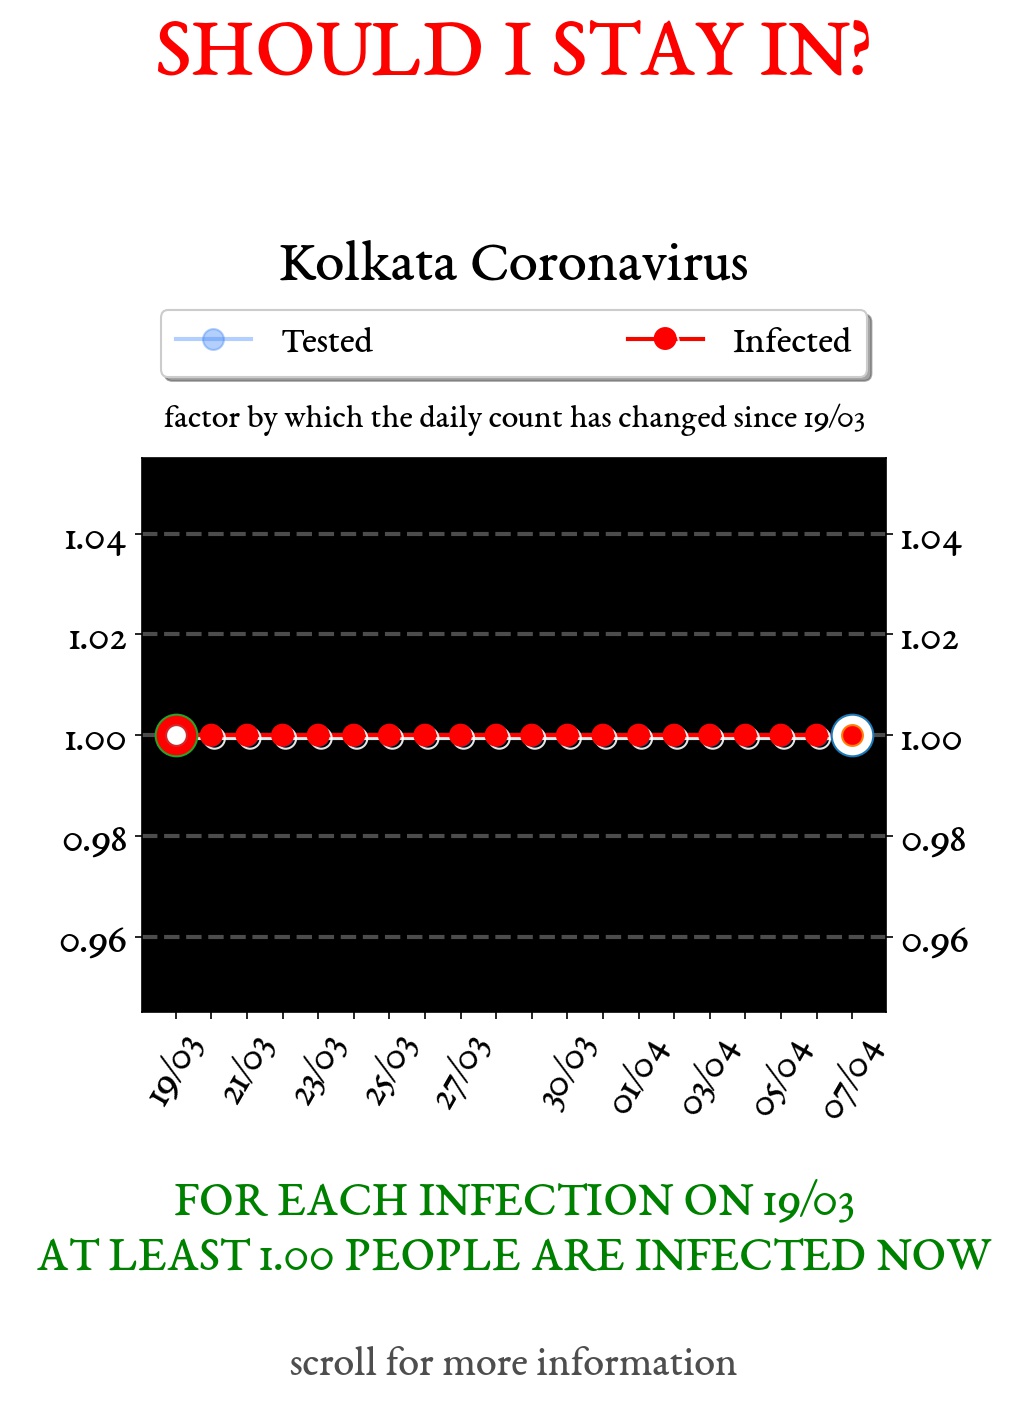 SHOULD I STAY IN?
Kolkata Coronavirus
Tested Infected
factor by which the daily count has changed since 19/03
1.04 1.04
1.02 1.02
1.00 1.00
0.98 0.98
0.96 0.96
19/03 21/03 23/03 25/03 27/03 30/03 01/04 03/04 05/04 07/04
FOR EACH INFECTION ON 19/03
AT LEAST 1.00 PEOPLE ARE INFECTED NOW
scroll for more information